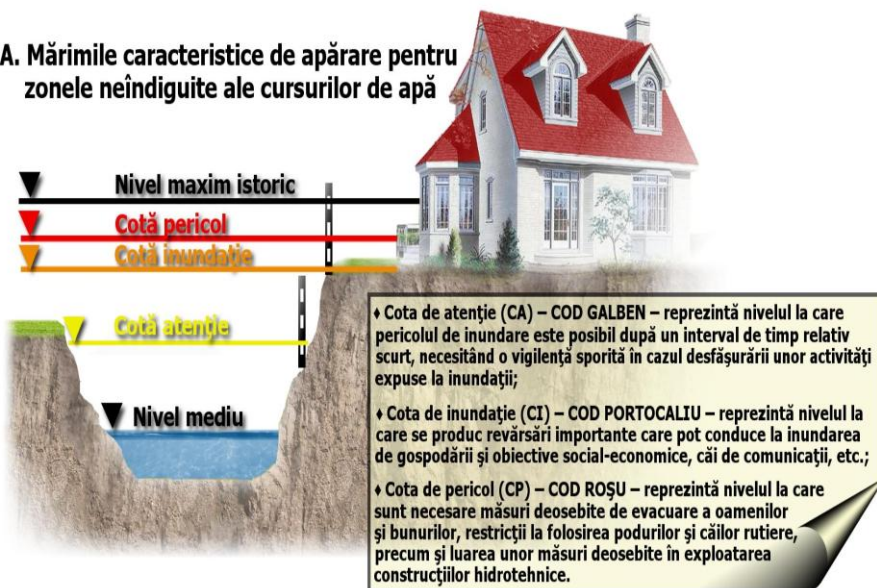 A. Mărimile caracteristice de apărare pentru
zonele neîndiguite ale cursurilor de apă
Nivel maxim istoric
Cotă pericol
Cotă inundaţie
Cotă atenţie
Nivel mediu
♦ Cota de atenţie (CA) – COD GALBEN – reprezintă nivelul la care
pericolul de inundare este posibil după un interval de timp relativ
scurt, necesitând o vigilenţă sporită în cazul desfăşurării unor activităţi
expuse la inundaţii;
♦ Cota de inundaţie (CI) – COD PORTOCALIU – reprezintă nivelul la
care se produc revărsări importante care pot conduce la inundarea
de gospodării şi obiective social-economice, căi de comunicaţii, etc.;
♦ Cota de pericol (CP) – COD ROŞU – reprezintă nivelul la care
sunt necesare măsuri deosebite de evacuare a oamenilor
şi bunurilor, restricţii la folosirea podurilor şi căilor rutiere,
precum şi luarea unor măsuri deosebite în exploatarea
construcţiilor hidrotehnice.